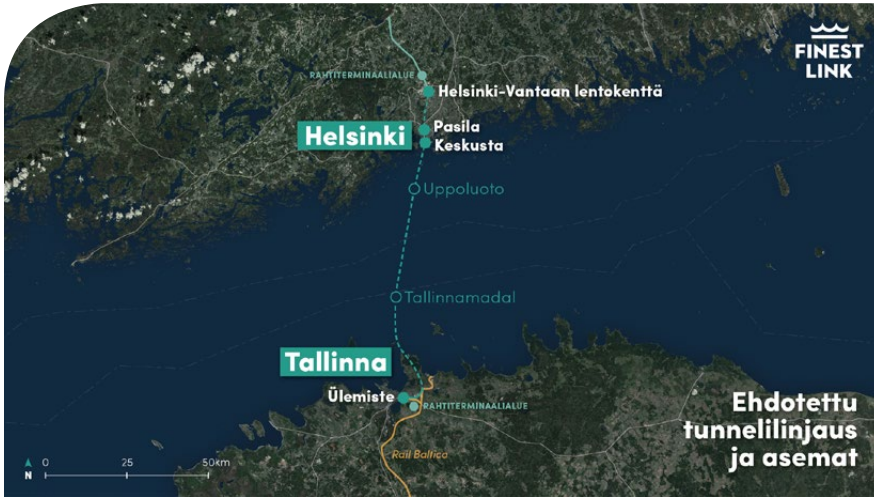 FINEST
LINK
RAHTITERMINAALIALUE
Helsinki-Vantaan lentokenttä
Helsinki
Pasila
Keskusta
Uppoluoto
Tallinnamadal
Tallinna
Ülemiste
RAHTITERMINAALIALUE
Rail Baltica
Ehdotettu
tunnelilinjaus
ja asemat
N
0 25 50km